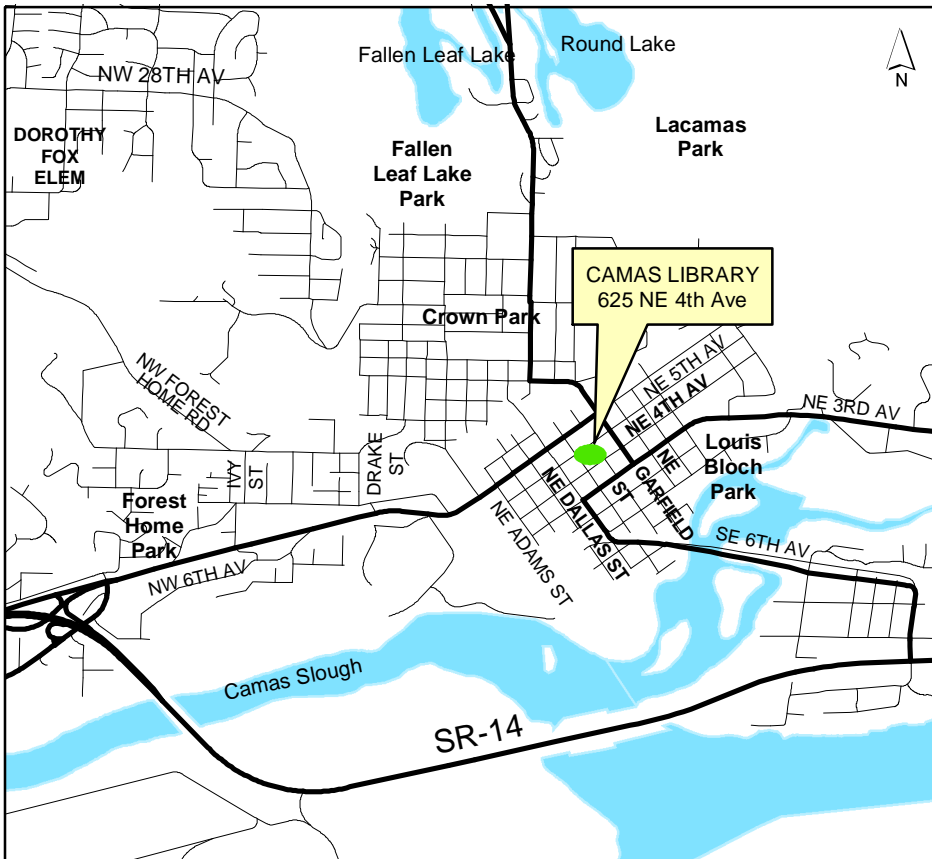 Fallen Leaf Lake
Round Lake
N
NW 28TH AV
DOROTHY
FOX
ELEM
Fallen
Leaf Lake
Park
Lacamas
Park
CAMAS LIBRARY
625 NE 4th Ave
Crown Park
NE 5TH AV
NE 4TH AV
NE 3RD AV
NW FOREST
HOME RD
IVY
ST
DRAKE
ST
Louis
Bloch
Park
NE
GARFIELD
ST
NE DALLAS ST
NE ADAMS ST
Forest
Home
Park
NW 6TH AV
SE 6TH AV
Camas Slough
SR-14